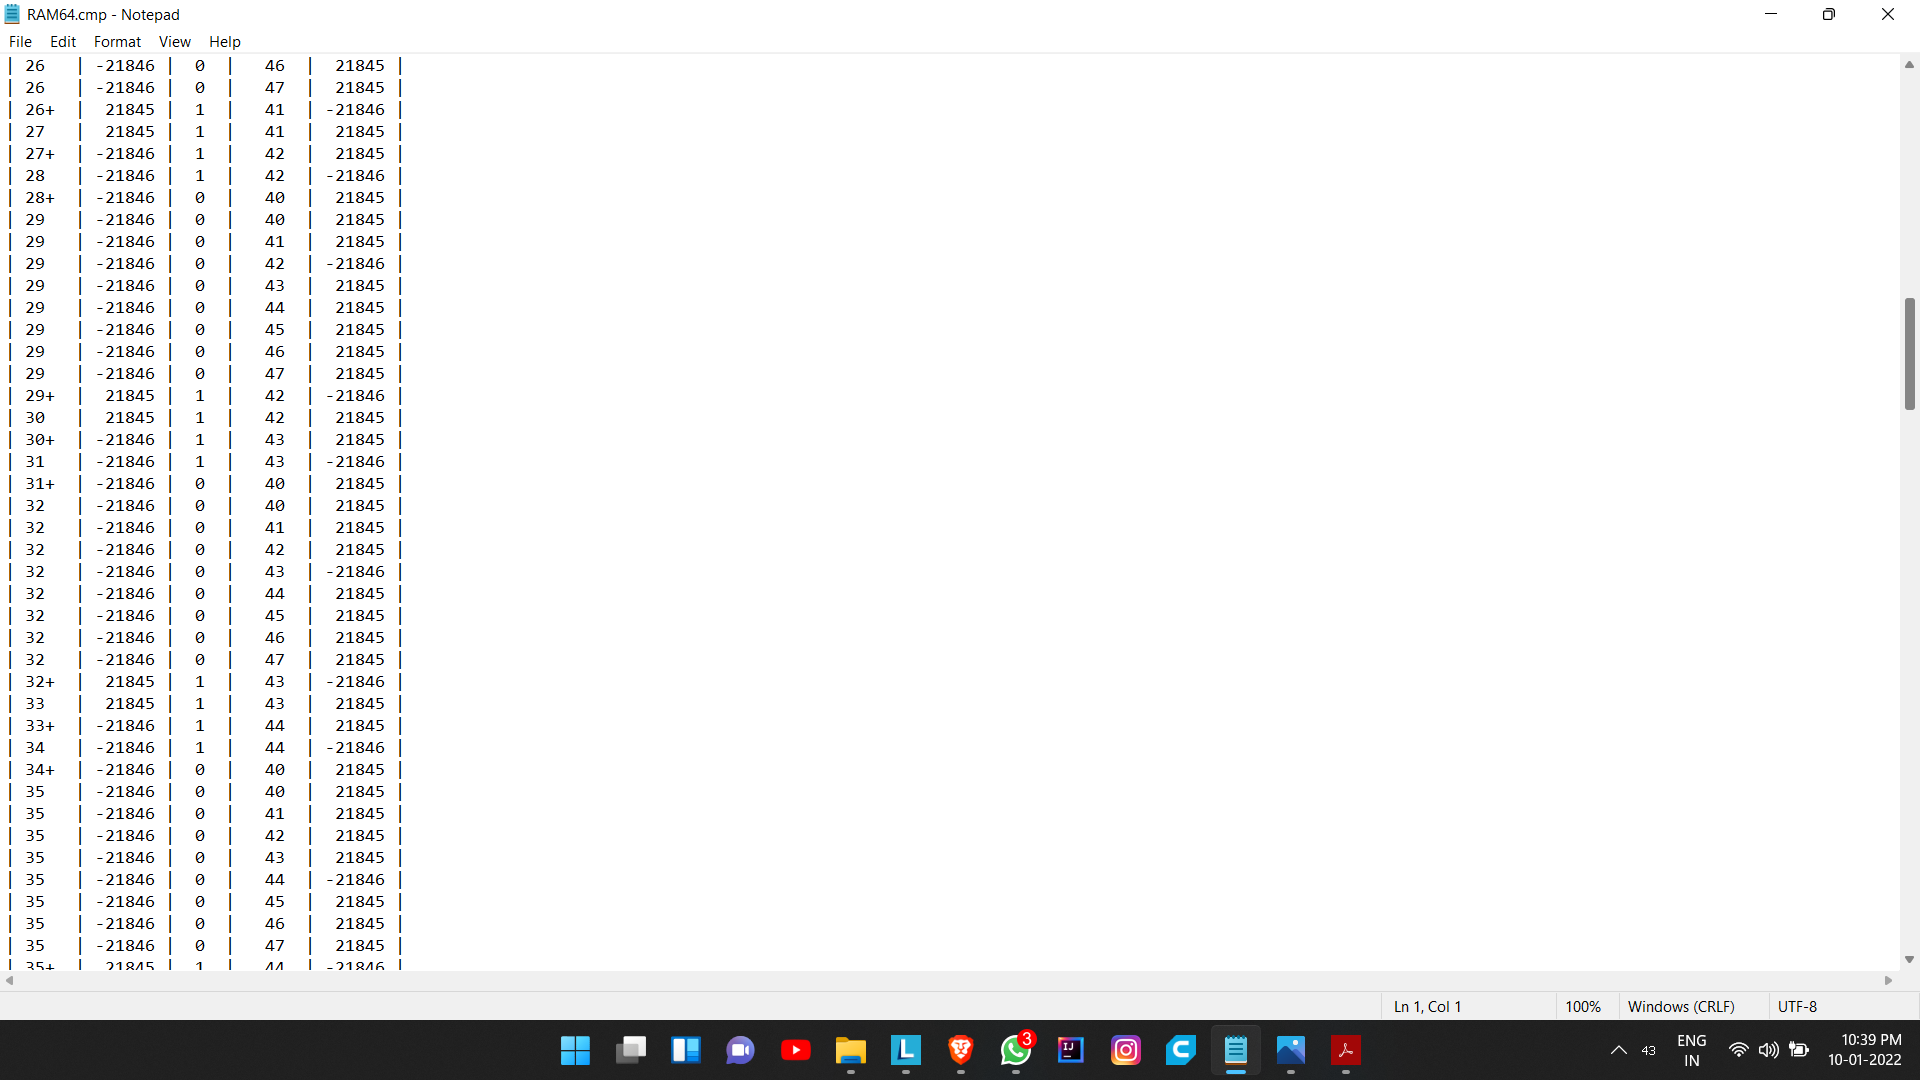 RAM64.cmp - Notepad
File Edit Format View Help
| 26 | -21846 | 0 | 46 | 21845 |
| 26 | -21846 | 0 | 47 | 21845 |
| 26+ | 21845 | 1 | 41 | -21846 |
| 27 | 21845 | 1 | 41 | 21845 |
| 27+ | -21846 | 1 | 42 | 21845 |
| 28 | -21846 | 1 | 42 | -21846 |
| 28+ | -21846 | 0 | 40 | 21845 |
| 29 | -21846 | 0 | 40 | 21845 |
| 29 | -21846 | 0 | 41 | 21845 |
| 29 | -21846 | 0 | 42 | -21846 |
| 29 | -21846 | 0 | 43 | 21845 |
| 29 | -21846 | 0 | 44 | 21845 |
| 29 | -21846 | 0 | 45 | 21845 |
| 29 | -21846 | 0 | 46 | 21845 |
| 29 | -21846 | 0 | 47 | 21845 |
| 29+ | 21845 | 1 | 42 | -21846 |
| 30 | 21845 | 1 | 42 | 21845 |
| 30+ | -21846 | 1 | 43 | 21845 |
| 31 | -21846 | 1 | 43 | -21846 |
| 31+ | -21846 | 0 | 40 | 21845 |
| 32 | -21846 | 0 | 40 | 21845 |
| 32 | -21846 | 0 | 41 | 21845 |
| 32 | -21846 | 0 | 42 | 21845 |
| 32 | -21846 | 0 | 43 | -21846 |
| 32 | -21846 | 0 | 44 | 21845 |
| 32 | -21846 | 0 | 45 | 21845 |
| 32 | -21846 | 0 | 46 | 21845 |
| 32 | -21846 | 0 | 47 | 21845 |
| 32+ | 21845 | 1 | 43 | -21846 |
| 33 | 21845 | 1 | 43 | 21845 |
| 33+ | -21846 | 1 | 44 | 21845 |
| 34 | -21846 | 1 | 44 | -21846 |
| 34+ | -21846 | 0 | 40 | 21845 |
| 35 | -21846 | 0 | 40 | 21845 |
| 35 | -21846 | 0 | 41 | 21845 |
| 35 | -21846 | 0 | 42 | 21845 |
| 35 | -21846 | 0 | 43 | 21845 |
| 35 | -21846 | 0 | 44 | -21846 |
| 35 | -21846 | 0 | 45 | 21845 |
| 35 | -21846 | 0 | 46 | 21845 |
| 35 | -21846 | 0 | 47 | 21845 |
| 35+ | 21845 | 1 | 44 | -21846 |
Ln 1, Col 1 100% Windows (CRLF) UTF-8
L 3 IJ 43 ENG 10:39 PM
IN 10-01-2022